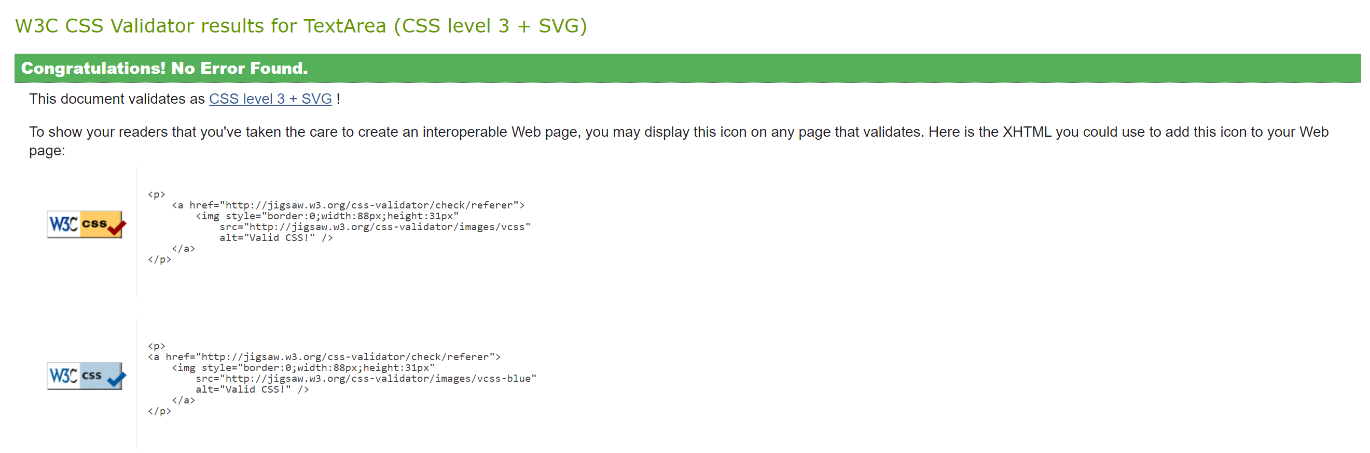 W3C CSS Validator results for TextArea (CSS level 3 + SVG)
Congratulations! No Error Found.
This document validates as CSS level 3 + SVG !
To show your readers that you've taken the care to create an interoperable Web page, you may display this icon on any page that validates. Here is the XHTML you could use to add this icon to your Web
page:
W3C css
<p>
<a href="http://jigsaw.w3.org/css-validator/check/referer">
<img style="border:0;width:88px;height:31px"
src="http://jigsaw.w3.org/css-validator/images/vcss"
alt="Valid CSS!" />
</a>
</p>
W3C css
<p>
<a href="http://jigsaw.w3.org/css-validator/check/referer">
<img style="border:0;width:88px;height:31px"
src="http://jigsaw.w3.org/css-validator/images/vcss-blue"
alt="Valid CSS!" />
</a>
</p>